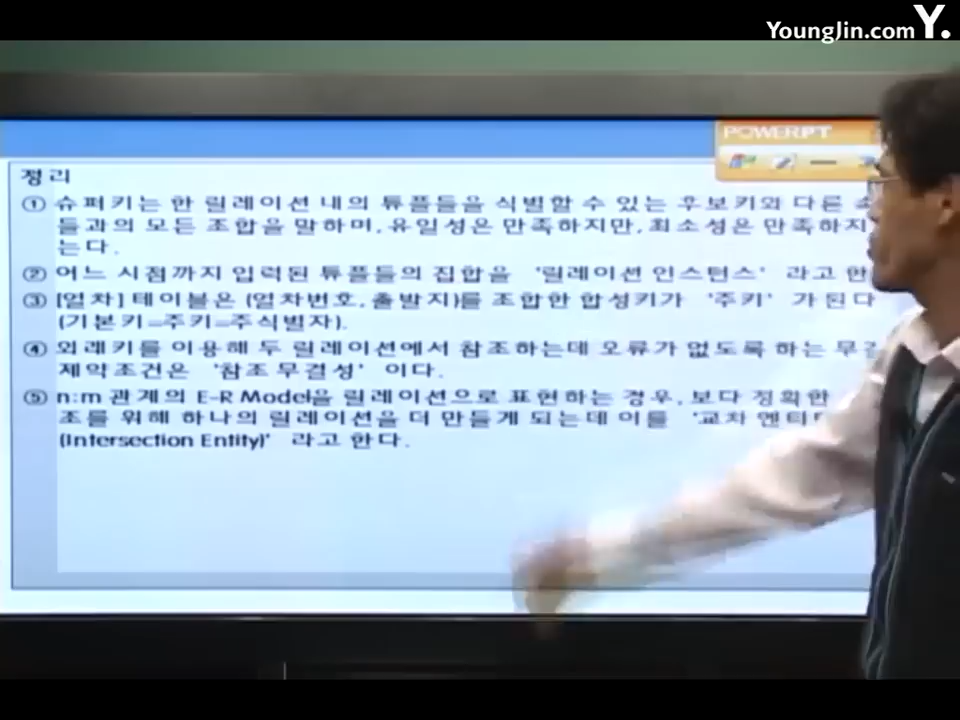 YoungJin.com Y.
POWERPT
정리
① 슈퍼키는 한 릴레이션 내의 튜플들을 식별할 수 있는 후보키와 다른 속
들과의 모든 조합을 말하며, 유일성은 만족하지만, 최소성은 만족하지
는다.
② 어느 시점까지 입력된 튜플들의 집합을 '릴레이션 인스턴스' 라고 한
③ [열차] 테이블은 {열차번호, 출발지}를 조합한 합성키가 '주키' 가 된다
(기본키=주키=주식별자).
④ 외래키를 이용해 두 릴레이션에서 참조하는데 오류가 없도록 하는 무결
제약조건은 '참조무결성' 이다.
⑤ n:m 관계의 E-R Model을 릴레이션으로 표현하는 경우, 보다 정확한
조를 위해 하나의 릴레이션을 더 만들게 되는데 이를 '교차 엔티티
(Intersection Entity)' 라고 한다.